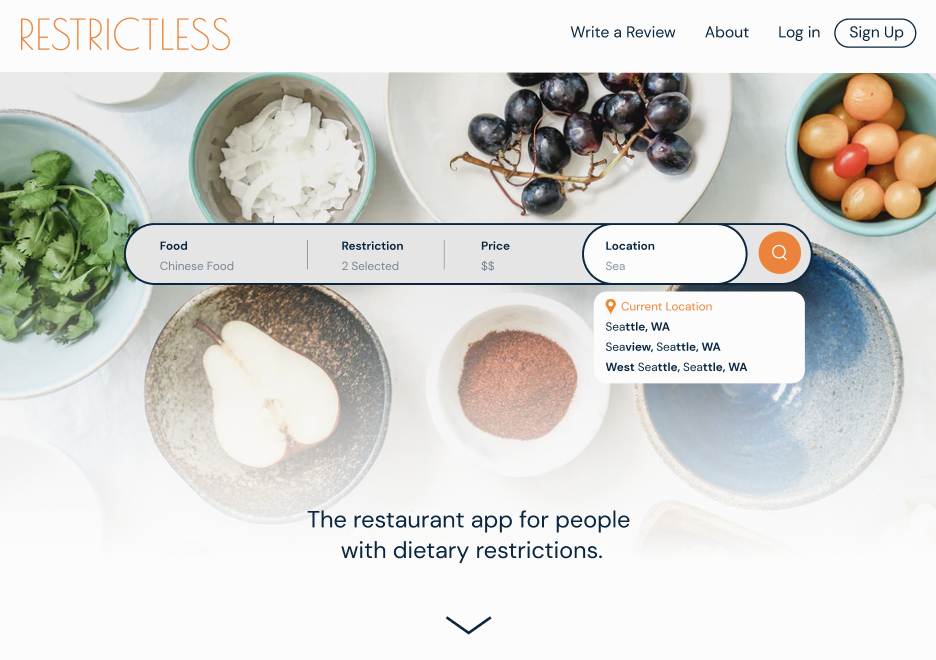 RESTRICTLESS
Write a Review About Log in Sign Up
Food Restriction Price Location
Chinese Food 2 Selected $$ Sea
Current Location
Seattle, WA
Seaview, Seattle, WA
West Seattle, Seattle, WA
The restaurant app for people
with dietary restrictions.